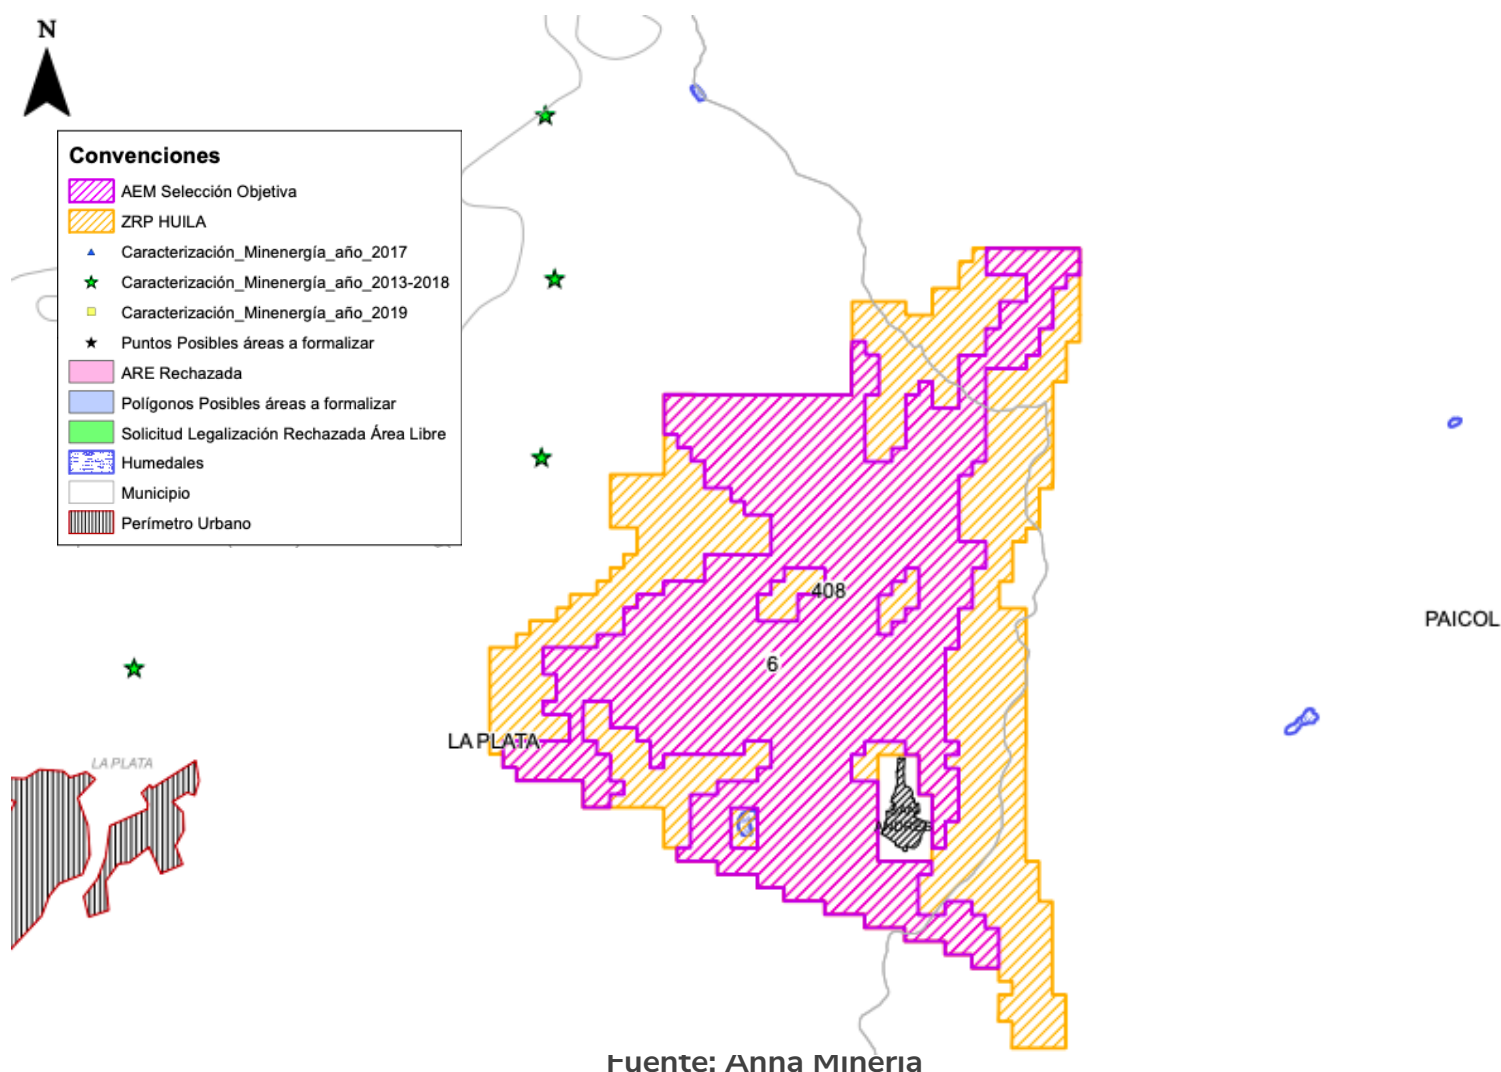 N
Convenciones
AEM Selección Objetiva
ZRP HUILA
Caracterización_Minenergía_año_2017
Caracterización_Minenergía_año_2013-2018
Caracterización_Minenergía_año_2019
Puntos Posibles áreas a formalizar
ARE Rechazada
Polígonos Posibles áreas a formalizar
Solicitud Legalización Rechazada Área Libre
Humedales
Municipio
Perímetro Urbano
408
PAICOL
6
LA PLATA
LA PLATA
Fuente: Anna Minería